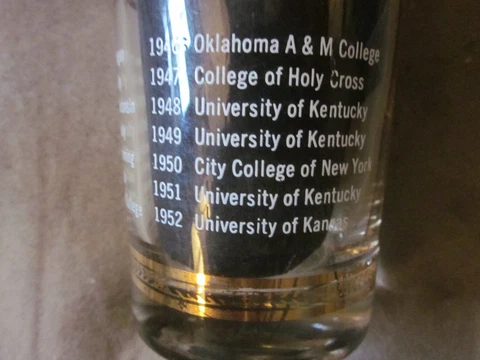 1946 Oklahoma A & M College
1947 College of Holy Cross
1948 University of Kentucky
1949 University of Kentucky
1950 City College of New York
1951 University of Kentucky
1952 University of Kansas